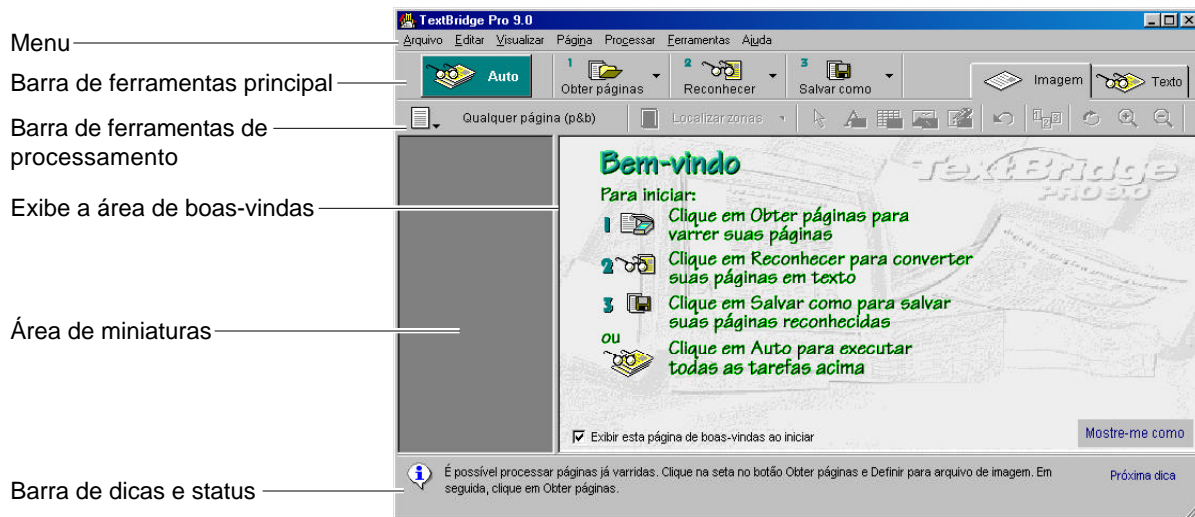 TextBridge Pro 9.0
Menu
Arquivo Editar Visualizar Página Processar Ferramentas Ajuda
Barra de ferramentas principal
Auto
1 Obter páginas
2 Reconhecer
3 Salvar como
Imagem
Texto
Barra de ferramentas de
processamento
Qualquer página (p&b)
Localizar zonas
Exibe a área de boas-vindas
Área de miniaturas
Bem-vindo
TextBridge
PRO 9.0
Para iniciar:
1 Clique em Obter páginas para
varrer suas páginas
2 Clique em Reconhecer para converter
suas páginas em texto
3 Clique em Salvar como para salvar
suas páginas reconhecidas
ou
Clique em Auto para executar
todas as tarefas acima
Exibir esta página de boas-vindas ao iniciar
Mostre-me como
Barra de dicas e status
É possível processar páginas já varridas. Clique na seta no botão Obter páginas e Definir para arquivo de imagem. Em
seguida, clique em Obter páginas.
Próxima dica